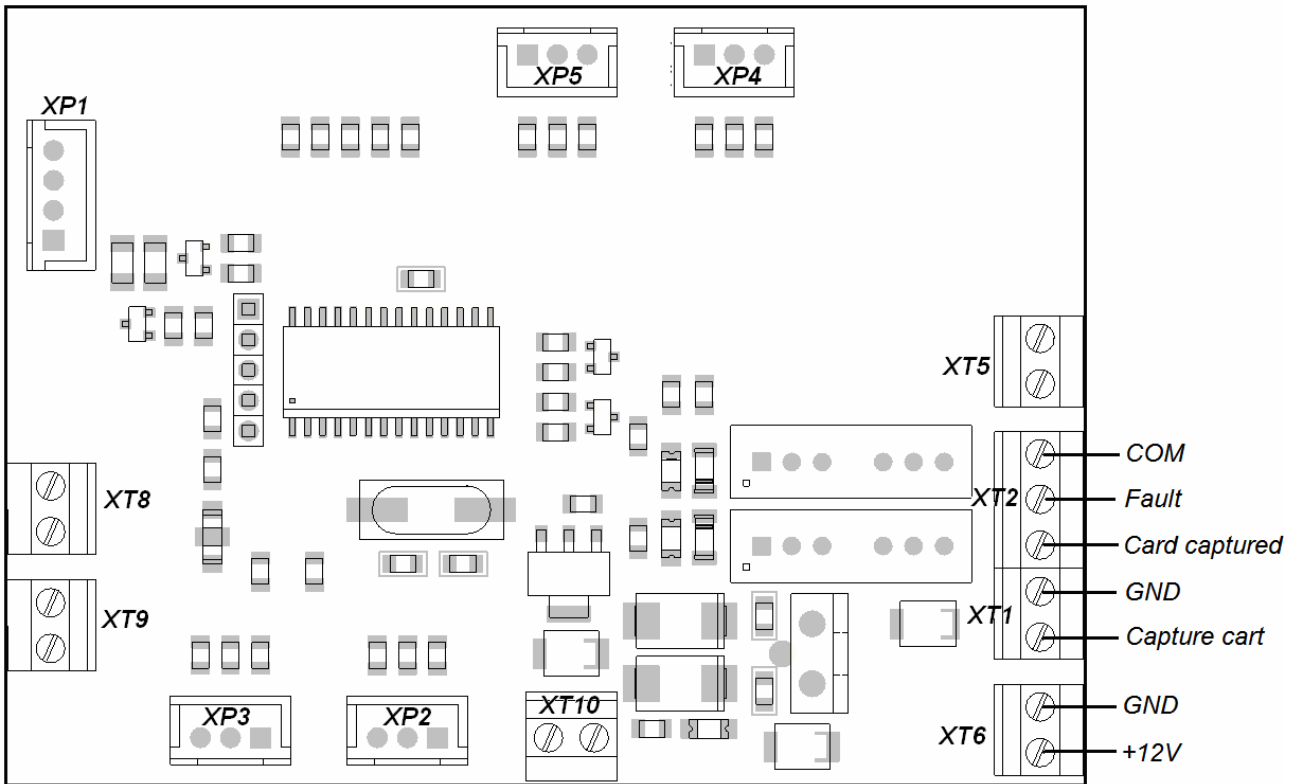 XP5
XP4
XP1
XT5
COM
XT8
XT2
Fault
Card captured
GND
XT9
XT1
Capture cart
XP3
XP2
XT10
GND
XT6
+12V